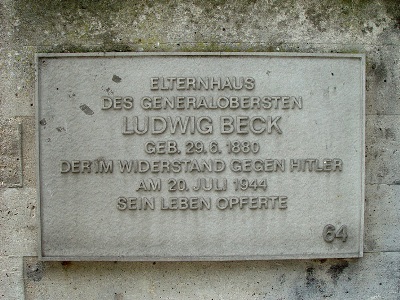 ELTERNHAUS
DES GENERALOBERSTEN
LUDWIG BECK
GEB. 29.6.1880
DER IM WIDERSTAND GEGEN HITLER
AM 20. JULI 1944
SEIN LEBEN OPFERTE
64